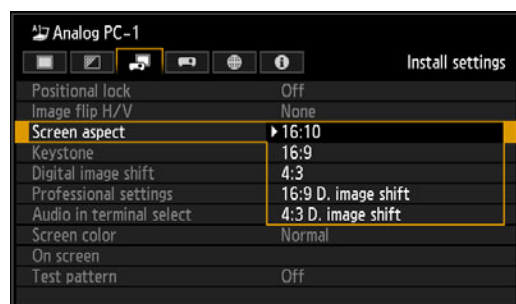 Analog PC-1
Install settings
Positional lock Off
Image flip H/V None
Screen aspect 16:10
Keystone 16:9
Digital image shift 4:3
Professional settings 16:9 D. image shift
Audio in terminal select 4:3 D. image shift
Screen color Normal
On screen
Test pattern Off